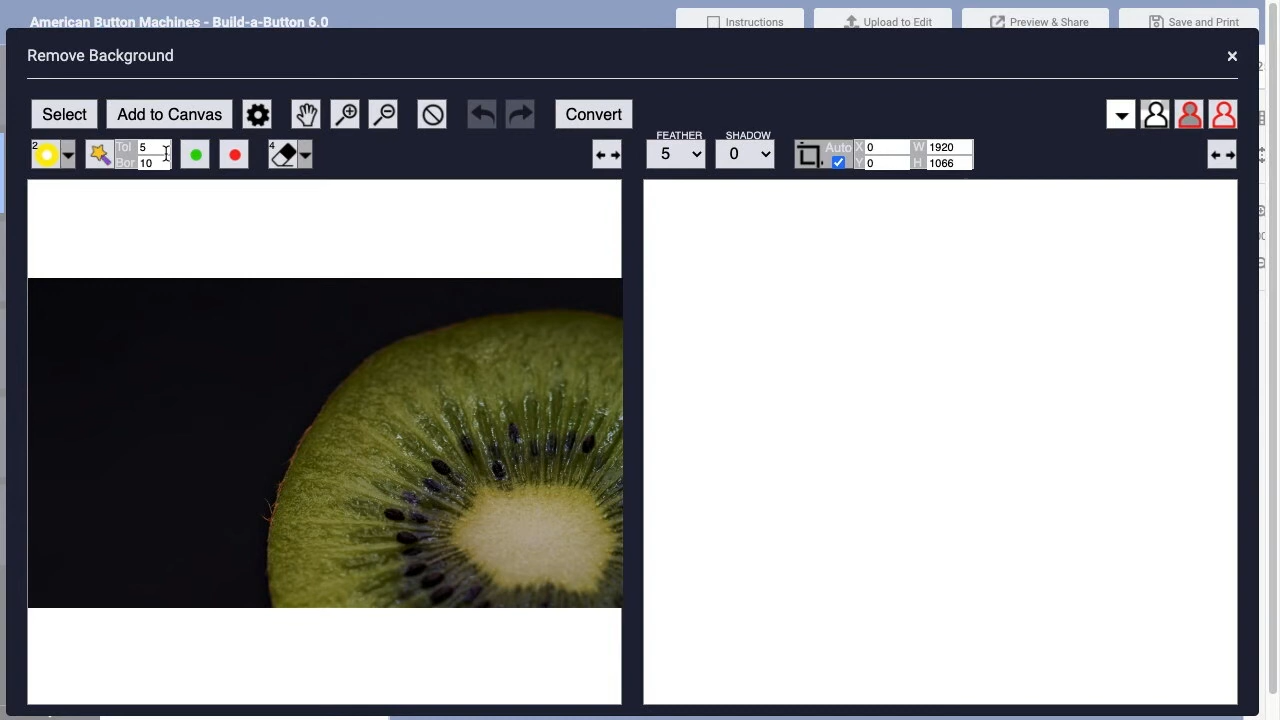 American Button Machines - Build-a-Button 6.0
Instructions
Upload to Edit
Preview & Share
Save and Print
Remove Background
Select
Add to Canvas
Convert
2
Tol 5
Bor 10
4
FEATHER
5
SHADOW
0
Auto
X 0
W 1920
Y 0
H 1066